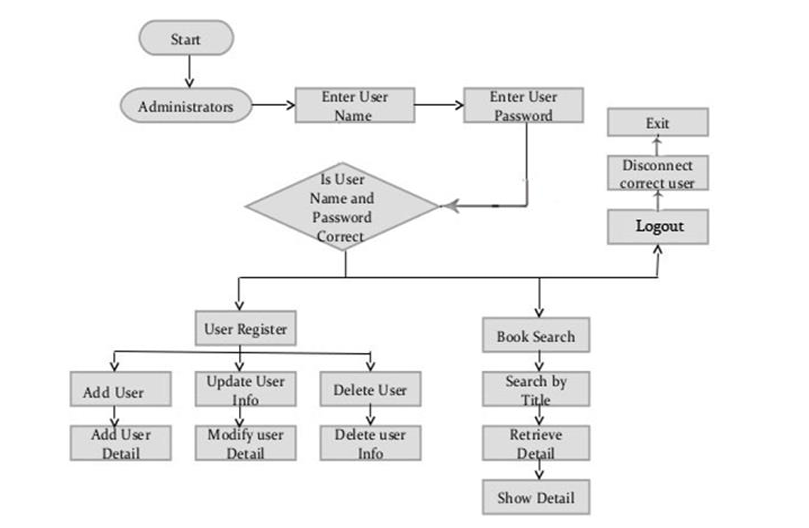 Start
Administrators
Enter User
Name
Enter User
Password
Exit
Disconnect
correct user
Logout
Is User
Name and
Password
Correct
User Register
Book Search
Add User
Update User
Info
Delete User
Search by
Title
Add User
Detail
Modify user
Detail
Delete user
Info
Retrieve
Detail
Show Detail